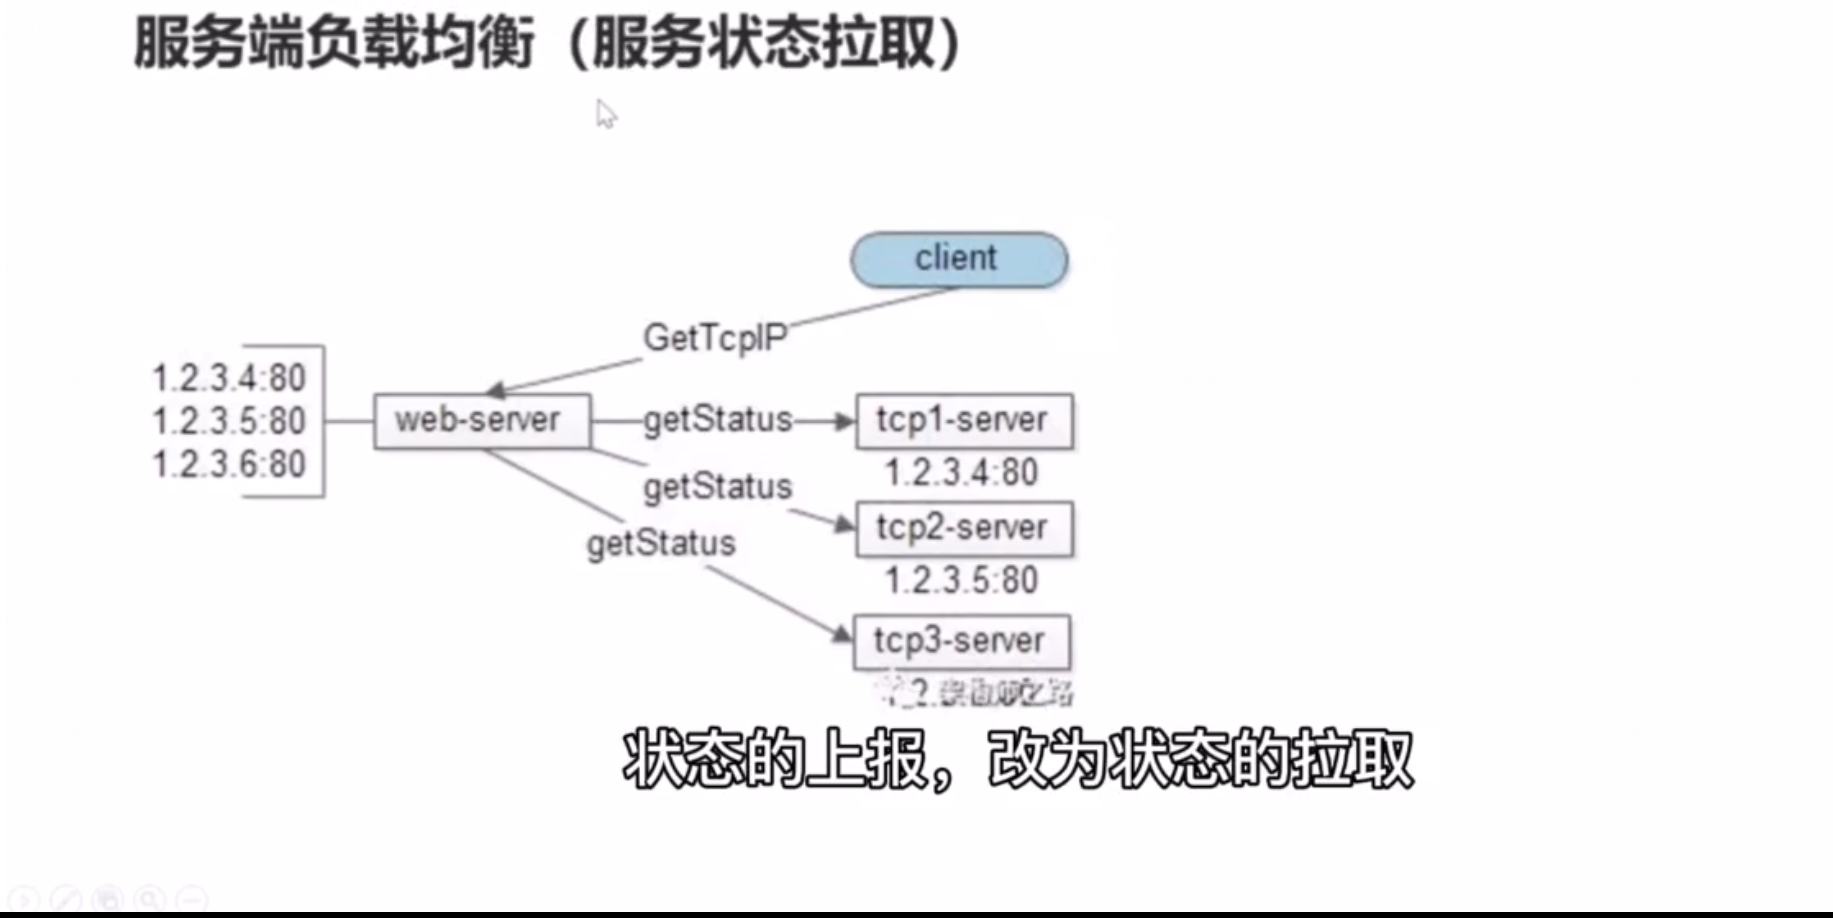 服务端负载均衡（服务状态拉取）
client
GetTcpIP
1.2.3.4:80
1.2.3.5:80
1.2.3.6:80
web-server
getStatus
tcp1-server
1.2.3.4:80
getStatus
tcp2-server
1.2.3.5:80
getStatus
tcp3-server
状态的上报，改为状态的拉取